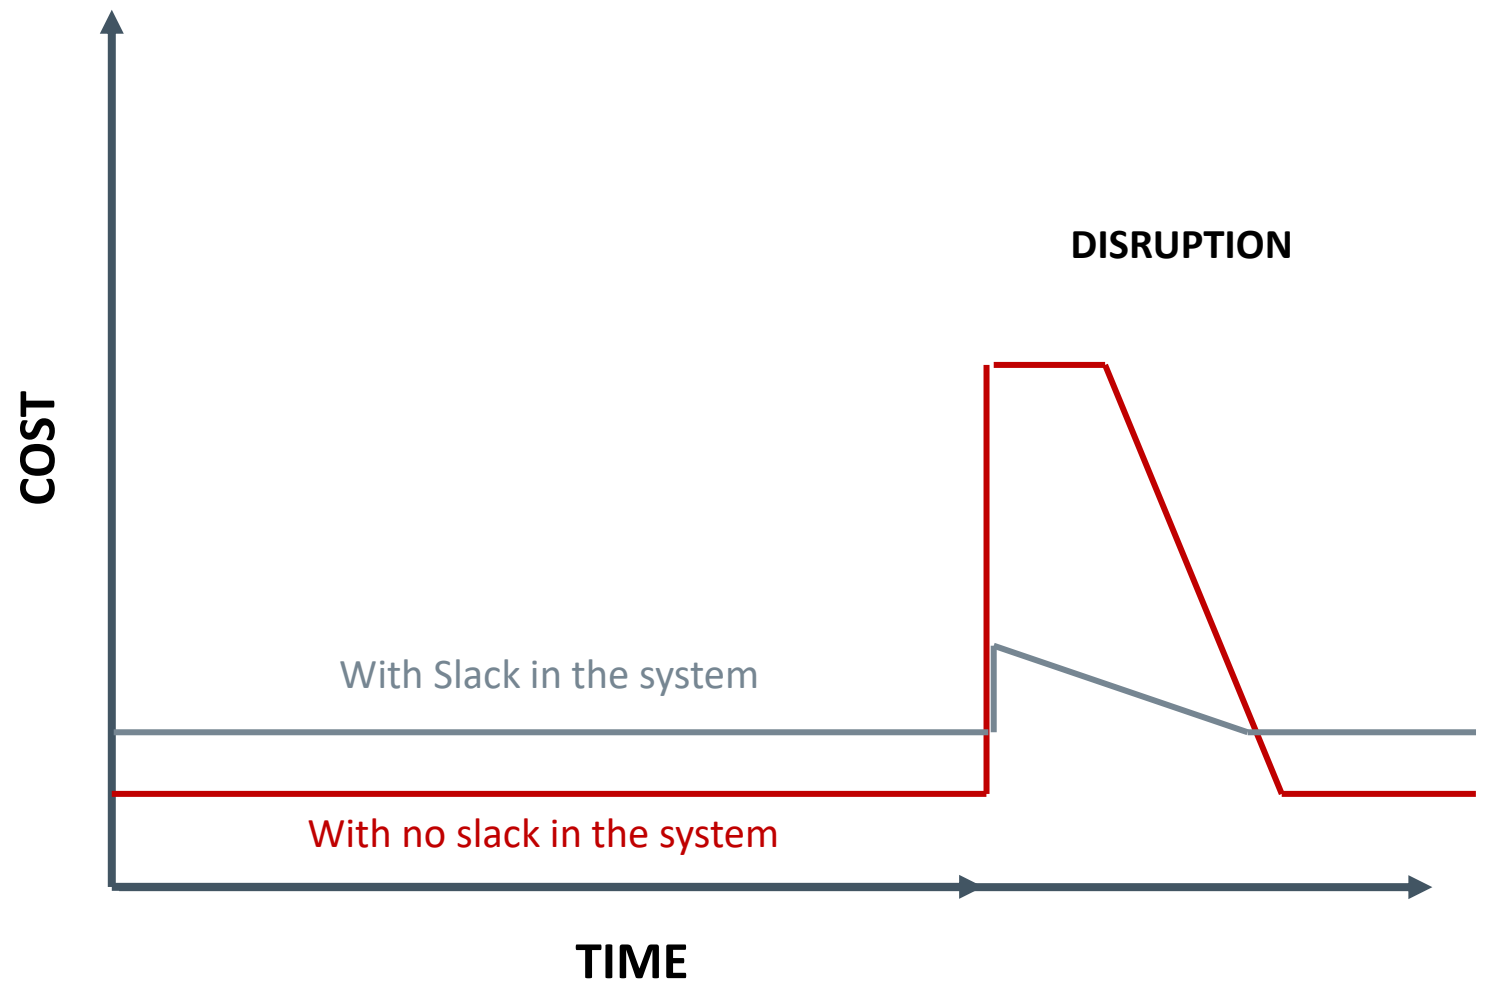 DISRUPTION
COST
With Slack in the system
With no slack in the system
TIME